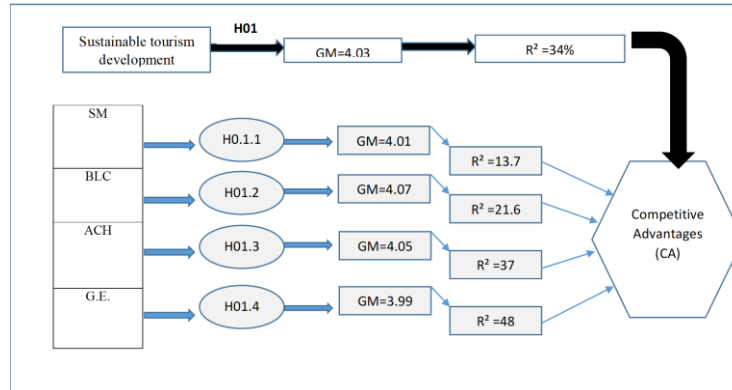 H01
Sustainable tourism
development
GM=4.03
R² =34%
SM
H0.1.1
GM=4.01
R² =13.7
BLC
H01.2
GM=4.07
R² =21.6
ACH
H01.3
GM=4.05
R² =37
G.E.
H01.4
GM=3.99
R² =48
Competitive
Advantages
(CA)